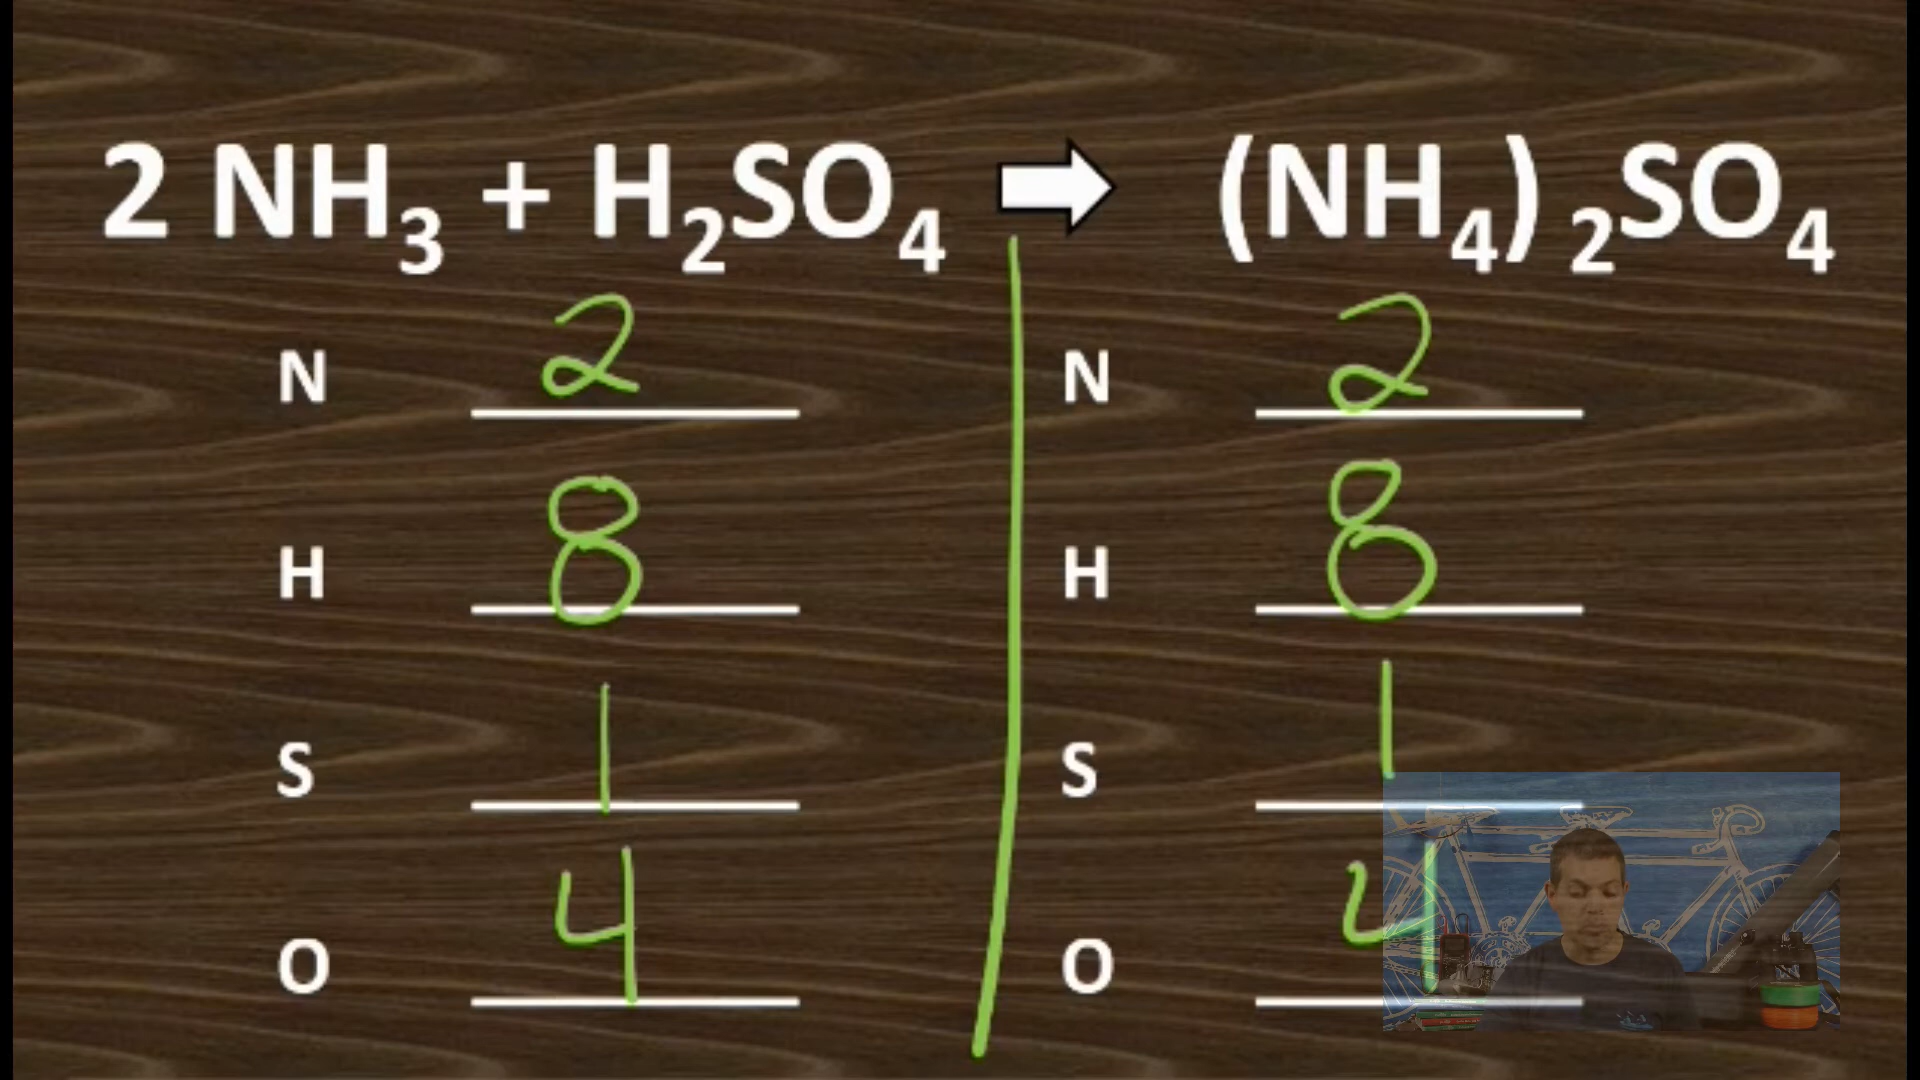 2 NH₃ + H₂SO₄ ➡ (NH₄)₂SO₄
N 2 N 2
H 8 H 8
S 1 S 1
O 4 O 4